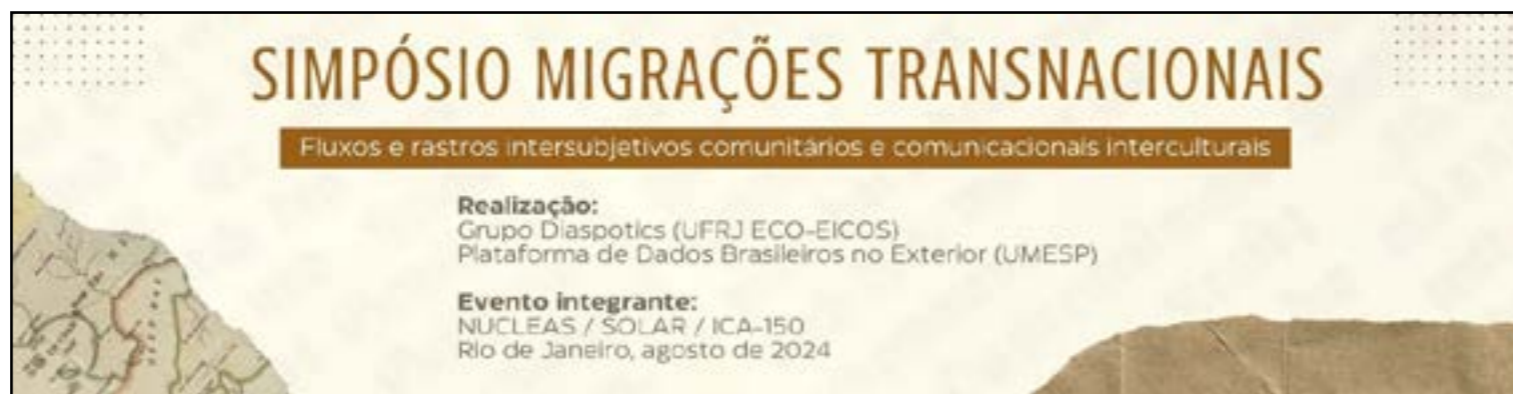 SIMPÓSIO MIGRAÇÕES TRANSNACIONAIS
Fluxos e rastros intersubjetivos comunitários e comunicacionais interculturais
Realização:
Grupo Diaspotics (UFRJ ECO-EICOS)
Plataforma de Dados Brasileiros no Exterior (UMESP)
Evento integrante:
NUCLEAS / SOLAR / ICA-150
Rio de Janeiro, agosto de 2024